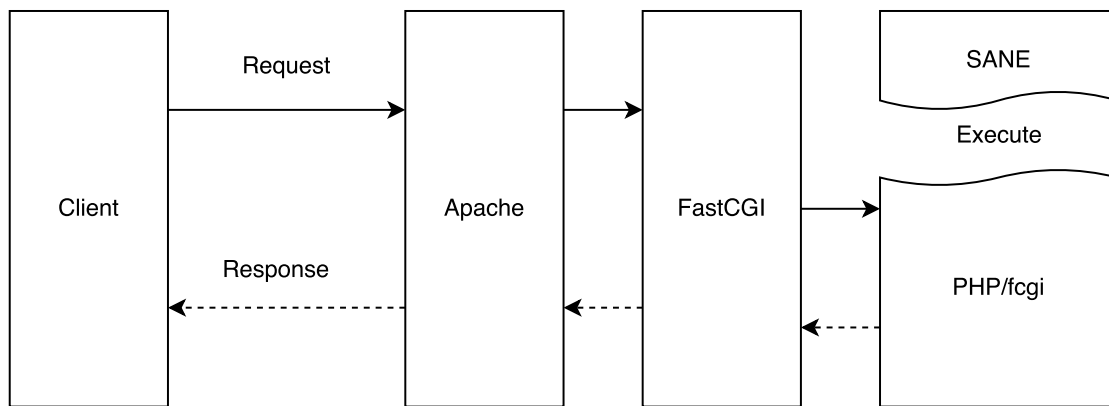 Request
SANE
Execute
Client
Apache
FastCGI
Response
PHP/fcgi